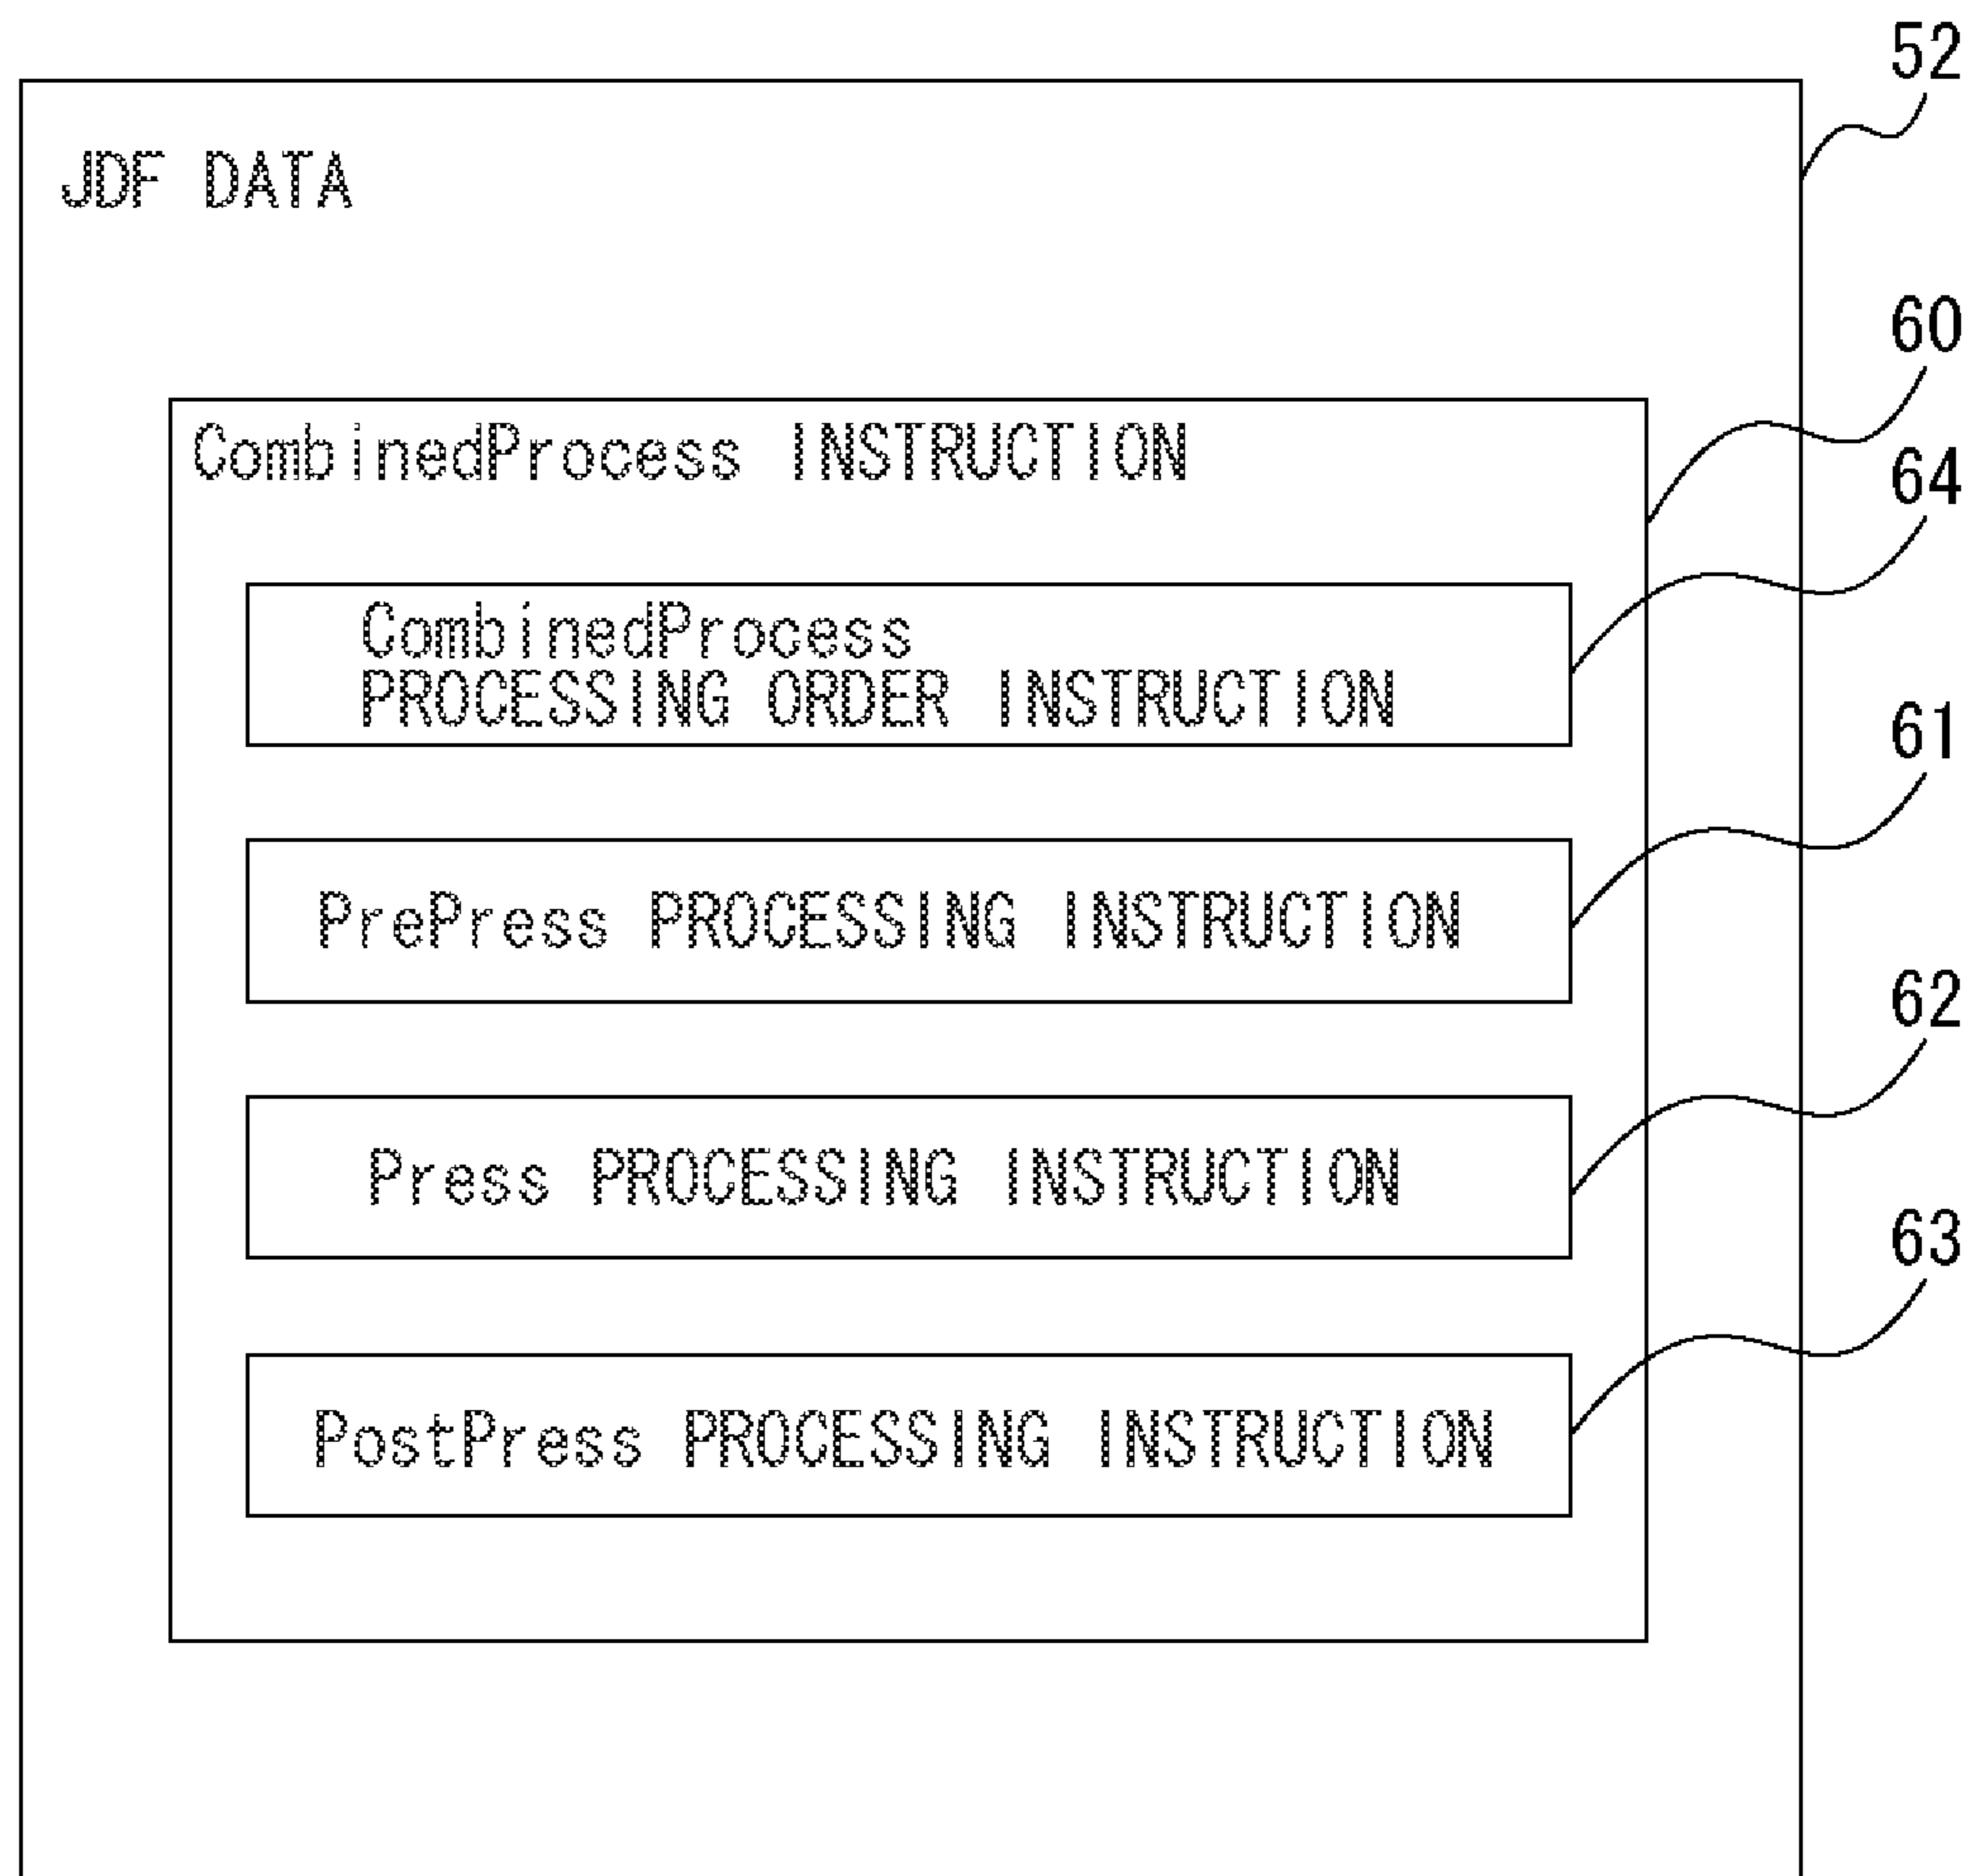 52
JDF DATA
60
CombinedProcess INSTRUCTION
64
CombinedProcess
PROCESSING ORDER INSTRUCTION
61
PrePress PROCESSING INSTRUCTION
62
Press PROCESSING INSTRUCTION
63
PostPress PROCESSING INSTRUCTION